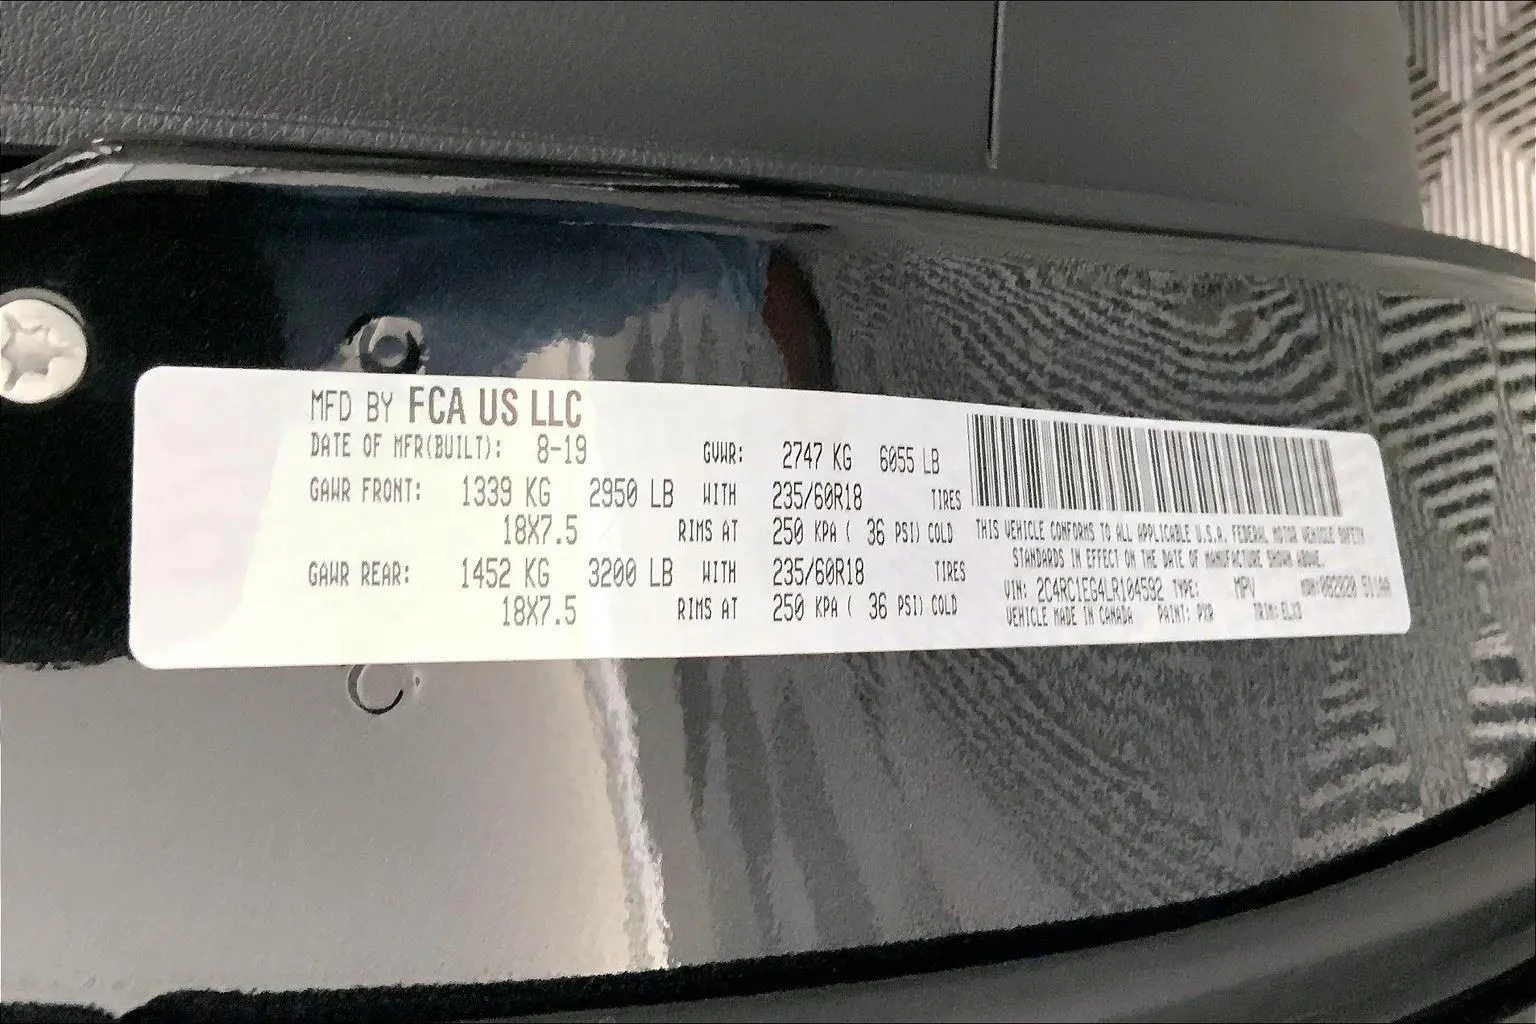 MFD BY FCA US LLC
DATE OF MFR(BUILT): 8-19 GVWR: 2747 KG 6055 LB
GAWR FRONT: 1339 KG 2950 LB WITH 235/60R18 TIRES
18X7.5 RIMS AT 250 KPA ( 36 PSI) COLD
GAWR REAR: 1452 KG 3200 LB WITH 235/60R18 TIRES
18X7.5 RIMS AT 250 KPA ( 36 PSI) COLD
THIS VEHICLE CONFORMS TO ALL APPLICABLE U.S.A. FEDERAL MOTOR VEHICLE SAFETY
STANDARDS IN EFFECT ON THE DATE OF MANUFACTURE SHOWN ABOVE.
VIN: 2C4RC1EG4LR104592 TYPE: MPV MDH:082820
VEHICLE MADE IN CANADA PAINT: PXR TRIM: